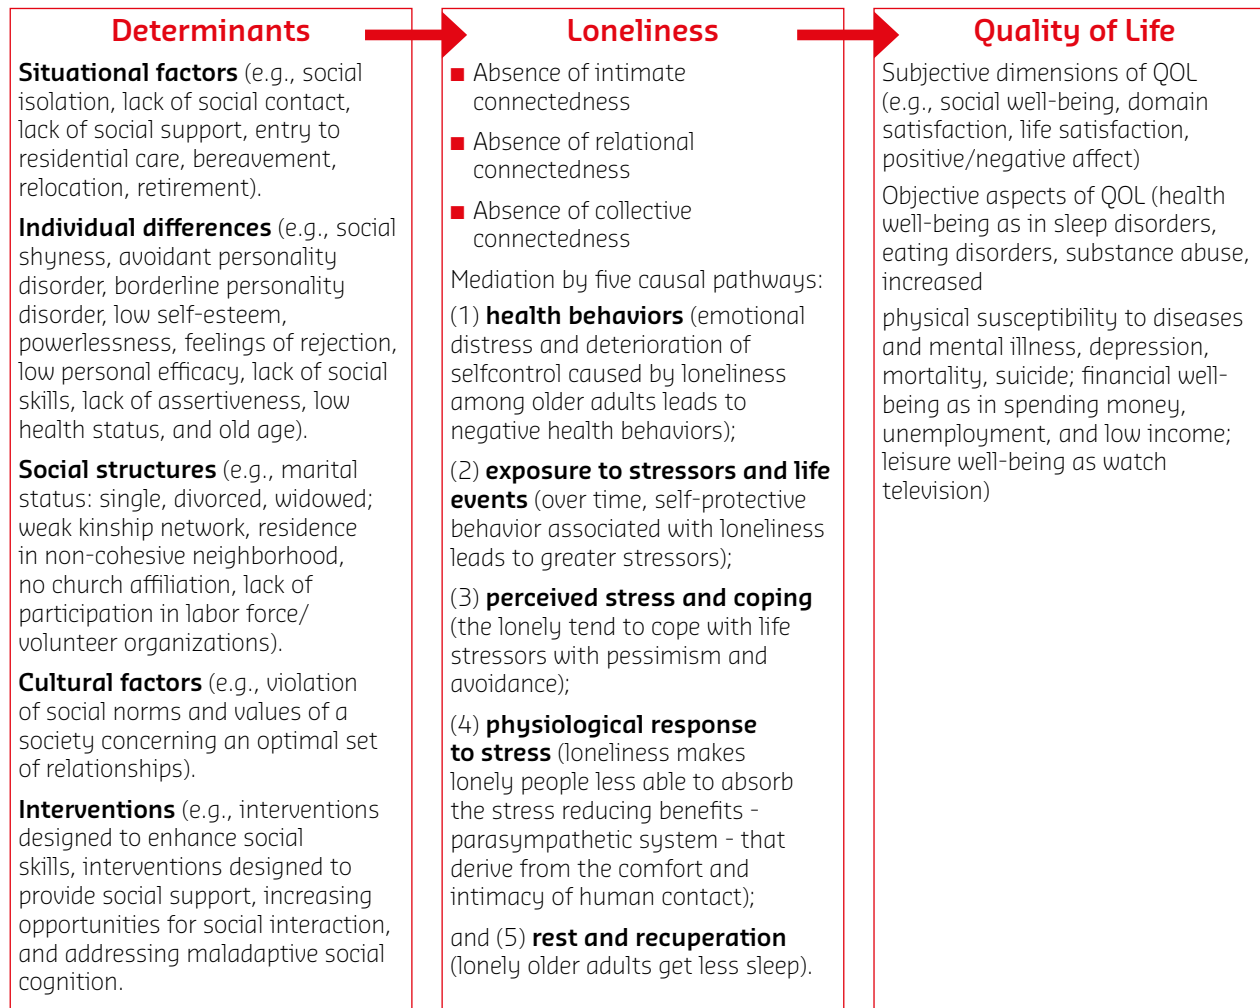 Determinants
Situational factors (e.g., social
isolation, lack of social contact,
lack of social support, entry to
residential care, bereavement,
relocation, retirement).
Individual differences (e.g., social
shyness, avoidant personality
disorder, borderline personality
disorder, low self-esteem,
powerlessness, feelings of rejection,
low personal efficacy, lack of social
skills, lack of assertiveness, low
health status, and old age).
Social structures (e.g., marital
status: single, divorced, widowed;
weak kinship network, residence
in non-cohesive neighborhood,
no church affiliation, lack of
participation in labor force/
volunteer organizations).
Cultural factors (e.g., violation
of social norms and values of a
society concerning an optimal set
of relationships).
Interventions (e.g., interventions
designed to enhance social
skills, interventions designed to
provide social support, increasing
opportunities for social interaction,
and addressing maladaptive social
cognition.
Loneliness
■ Absence of intimate
connectedness
■ Absence of relational
connectedness
■ Absence of collective
connectedness
Mediation by five causal pathways:
(1) health behaviors (emotional
distress and deterioration of
selfcontrol caused by loneliness
among older adults leads to
negative health behaviors);
(2) exposure to stressors and life
events (over time, self-protective
behavior associated with loneliness
leads to greater stressors);
(3) perceived stress and coping
(the lonely tend to cope with life
stressors with pessimism and
avoidance);
(4) physiological response
to stress (loneliness makes
lonely people less able to absorb
the stress reducing benefits -
parasympathetic system - that
derive from the comfort and
intimacy of human contact);
and (5) rest and recuperation
(lonely older adults get less sleep).
Quality of Life
Subjective dimensions of QOL
(e.g., social well-being, domain
satisfaction, life satisfaction,
positive/negative affect)
Objective aspects of QOL (health
well-being as in sleep disorders,
eating disorders, substance abuse,
increased
physical susceptibility to diseases
and mental illness, depression,
mortality, suicide; financial well-
being as in spending money,
unemployment, and low income;
leisure well-being as watch
television)